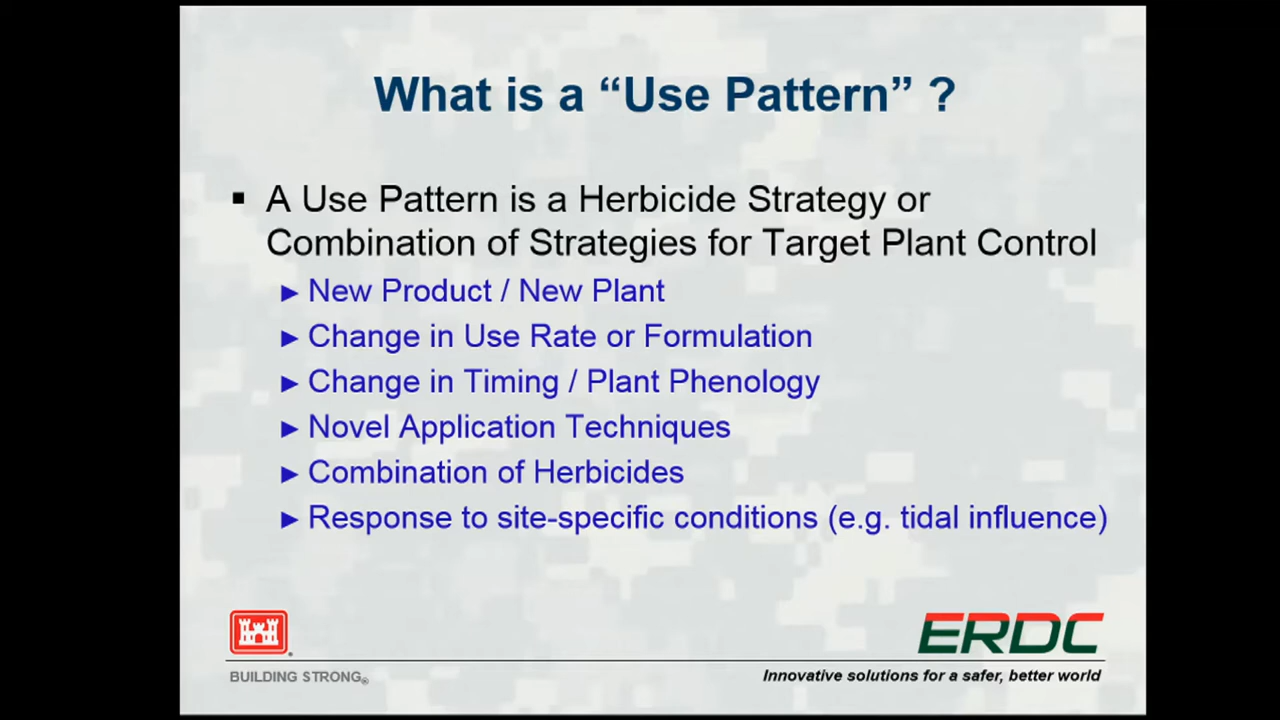 What is a “Use Pattern” ?
▪ A Use Pattern is a Herbicide Strategy or
Combination of Strategies for Target Plant Control
► New Product / New Plant
► Change in Use Rate or Formulation
► Change in Timing / Plant Phenology
► Novel Application Techniques
► Combination of Herbicides
► Response to site-specific conditions (e.g. tidal influence)
ERDC
BUILDING STRONG®
Innovative solutions for a safer, better world